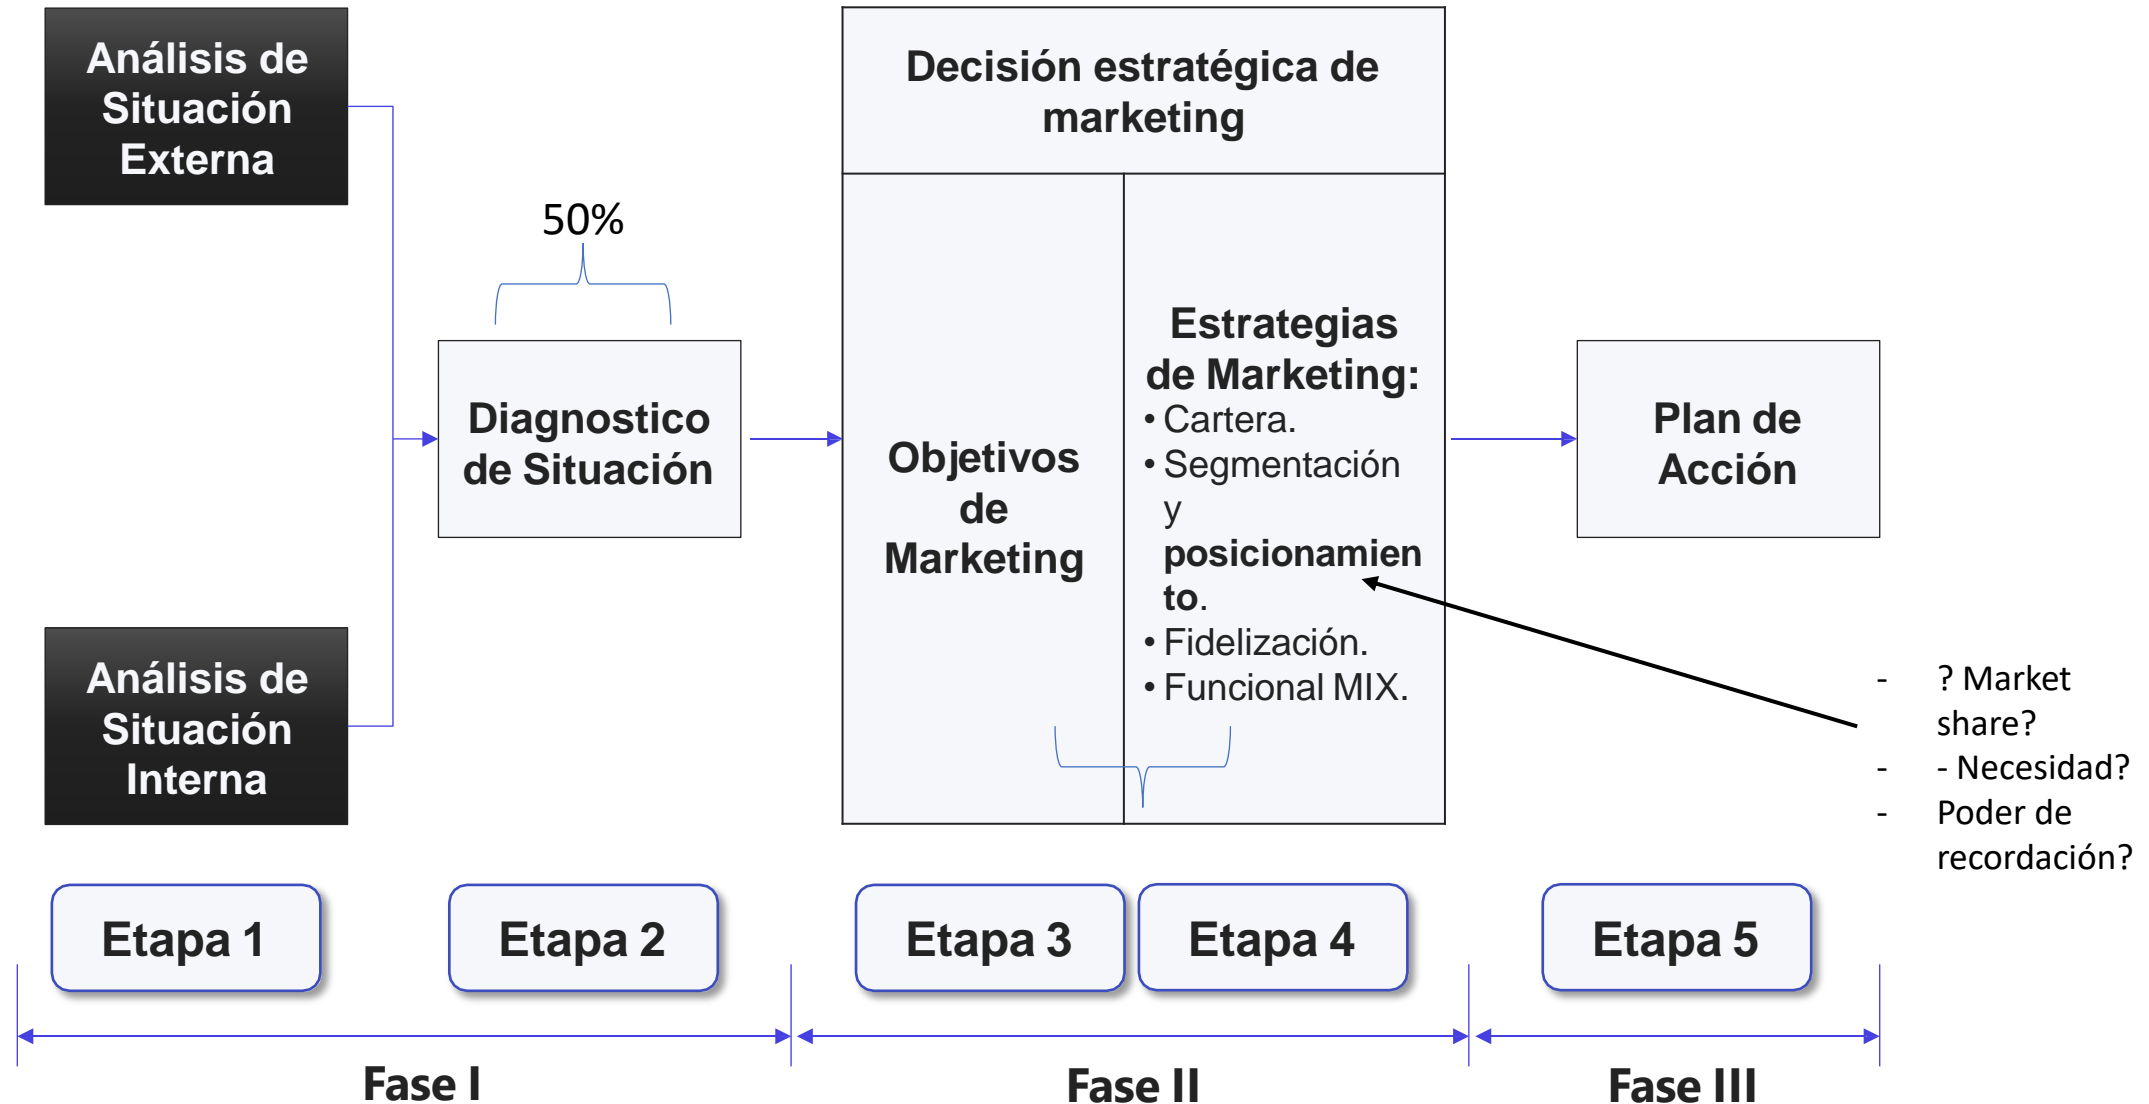 Análisis de
Situación
Externa
50%
Diagnostico
de Situación
Análisis de
Situación
Interna
Decisión estratégica de
marketing
Objetivos
de
Marketing
Estrategias
de Marketing:
• Cartera.
• Segmentación
y
posicionamien
to.
• Fidelización.
• Funcional MIX.
Plan de
Acción
- ? Market
share?
- - Necesidad?
- Poder de
recordación?
Etapa 1
Etapa 2
Etapa 3
Etapa 4
Etapa 5
Fase I
Fase II
Fase III